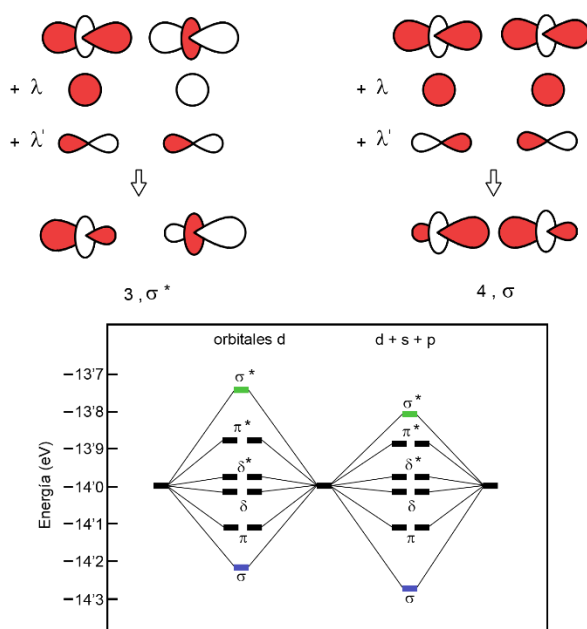 + λ
+ λ
+ λ'
+ λ'
3 , σ *
4 , σ
orbitales d
d + s + p
Energía (eV)
−13'7
−13'8
−13'9
−14'0
−14'1
−14'2
−14'3
σ *
π *
δ *
δ
π
σ
σ *
π *
δ *
δ
π
σ